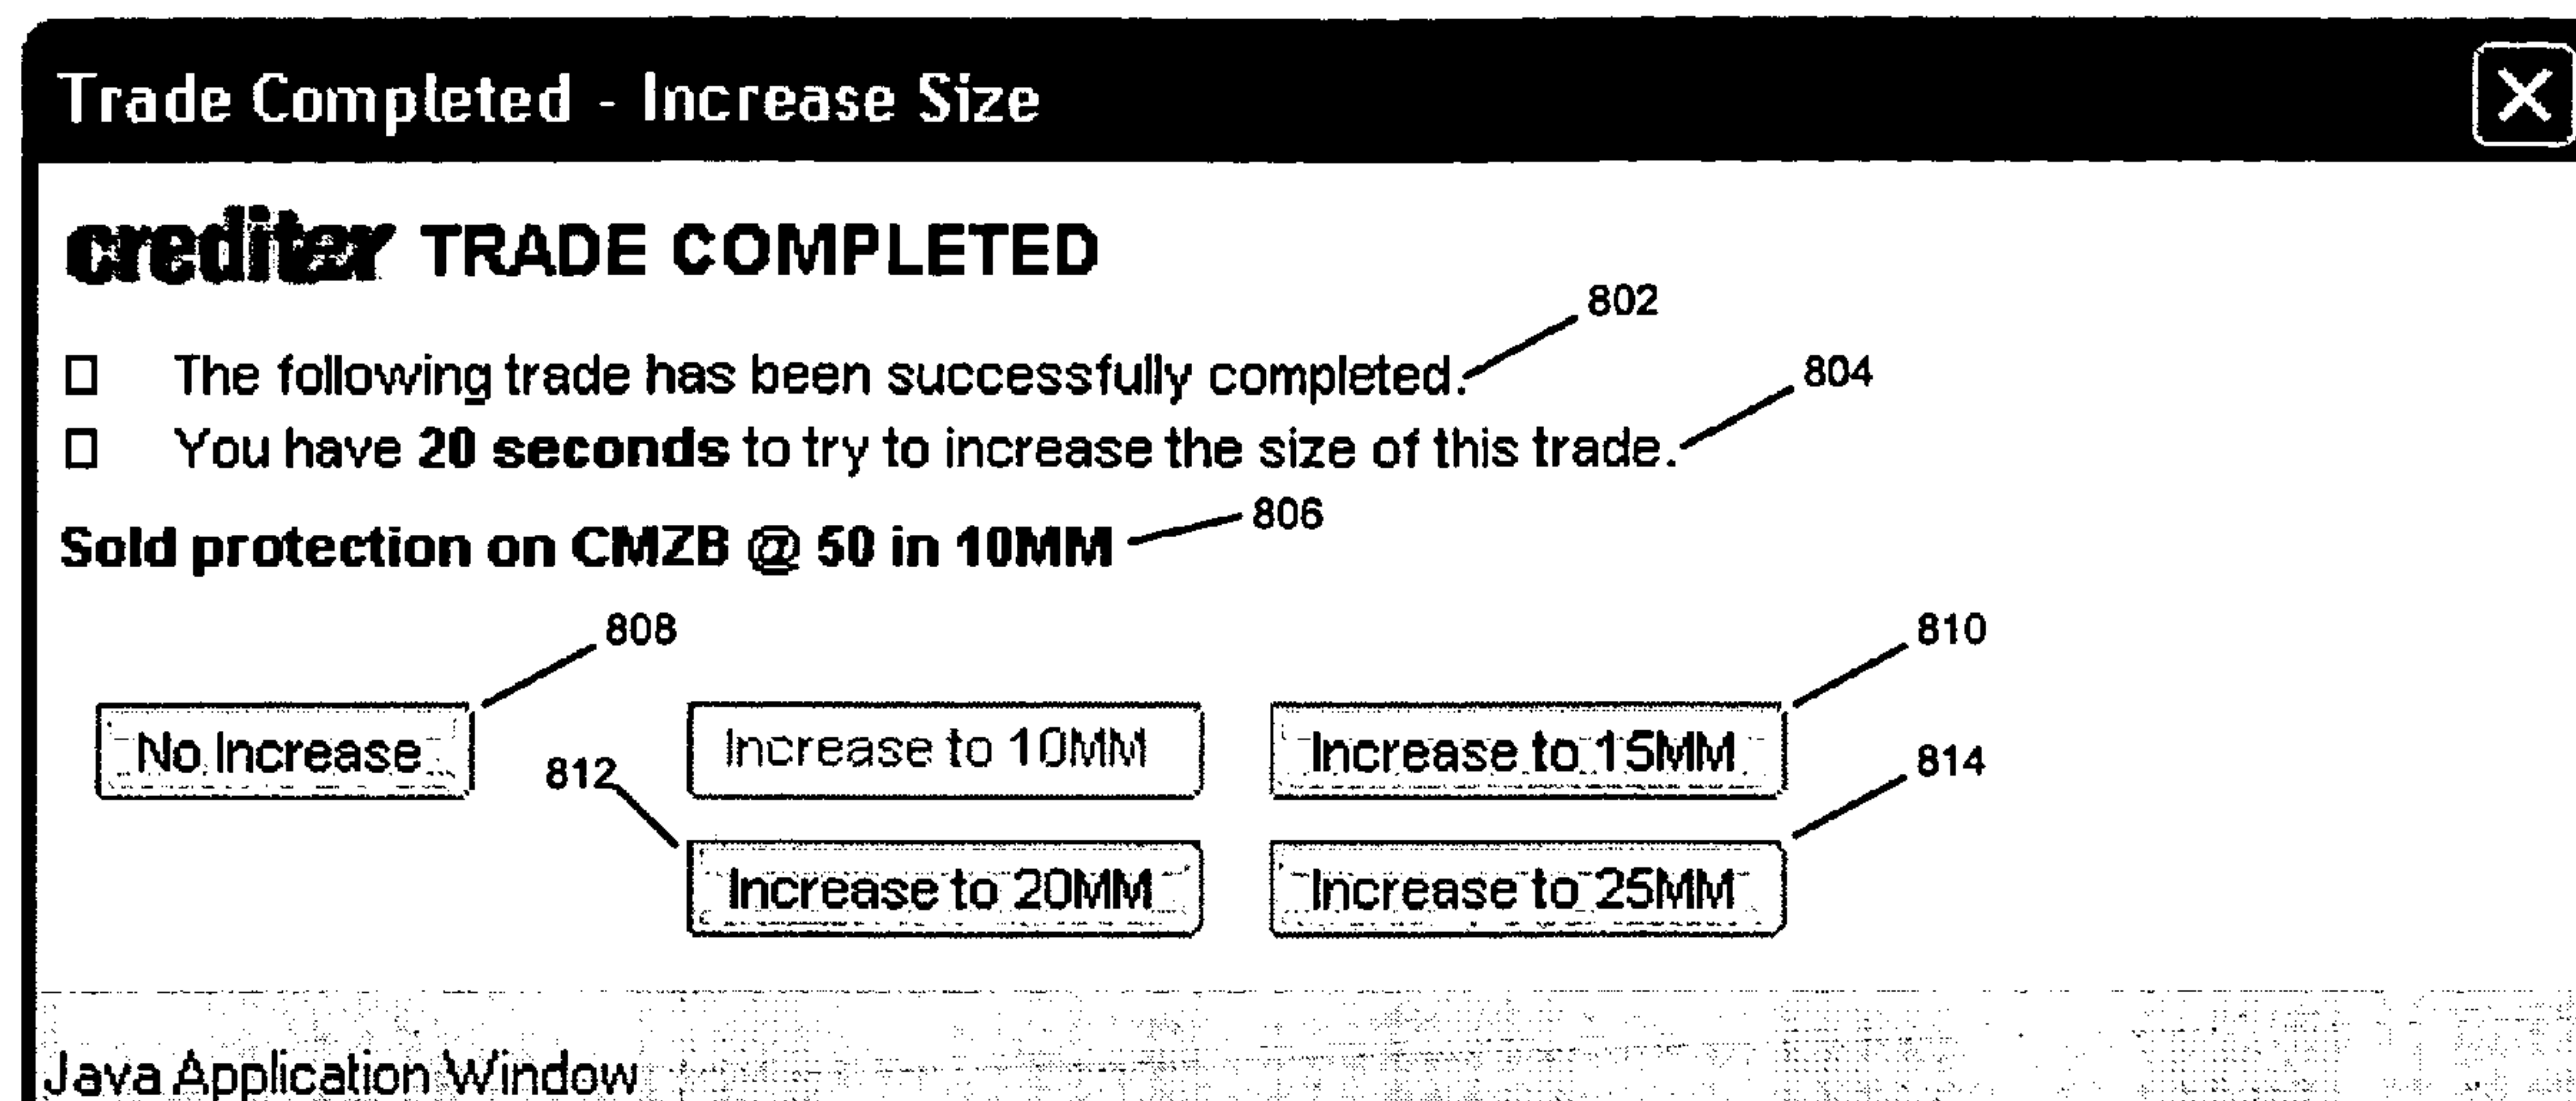 Trade Completed - Increase Size
creditex TRADE COMPLETED
802
The following trade has been successfully completed.
804
You have 20 seconds to try to increase the size of this trade.
806
Sold protection on CMZB @ 50 in 10MM
808
810
No Increase
Increase to 10MM
Increase to 15MM
812
814
Increase to 20MM
Increase to 25MM
Java Application Window